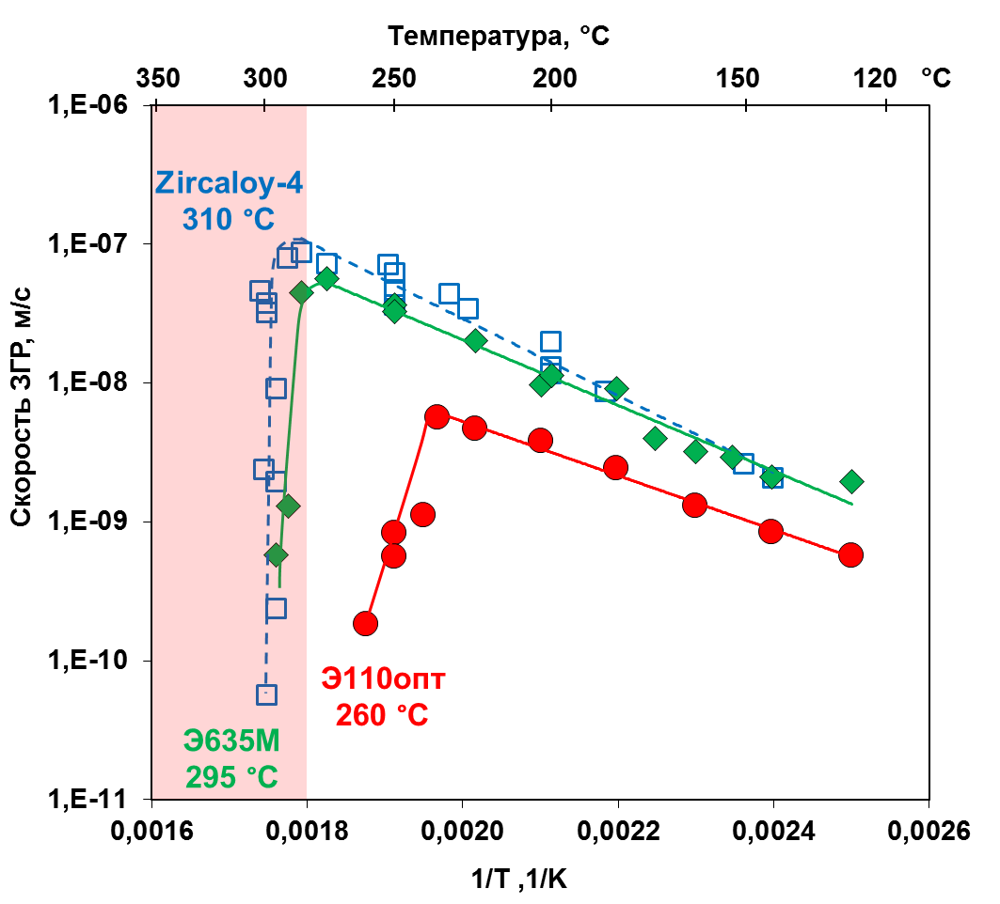 Температура, °C
350 300 250 200 150 120 °C
1,E-06
1,E-07
1,E-08
1,E-09
1,E-10
1,E-11
Скорость ЗГР, м/с
Zircaloy-4
310 °C
Э110опт
260 °C
Э635М
295 °C
0,0016 0,0018 0,0020 0,0022 0,0024 0,0026
1/T ,1/K